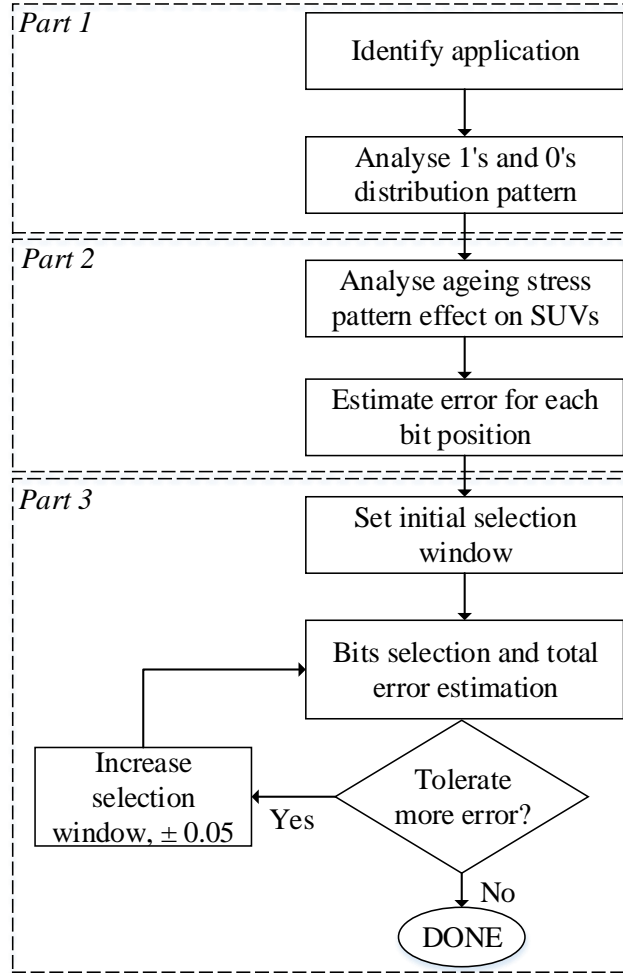 Part 1
Identify application
Analyse 1's and 0's
distribution pattern
Part 2
Analyse ageing stress
pattern effect on SUVs
Estimate error for each
bit position
Part 3
Set initial selection
window
Bits selection and total
error estimation
Increase
selection
window, ± 0.05
Yes
Tolerate
more error?
No
DONE